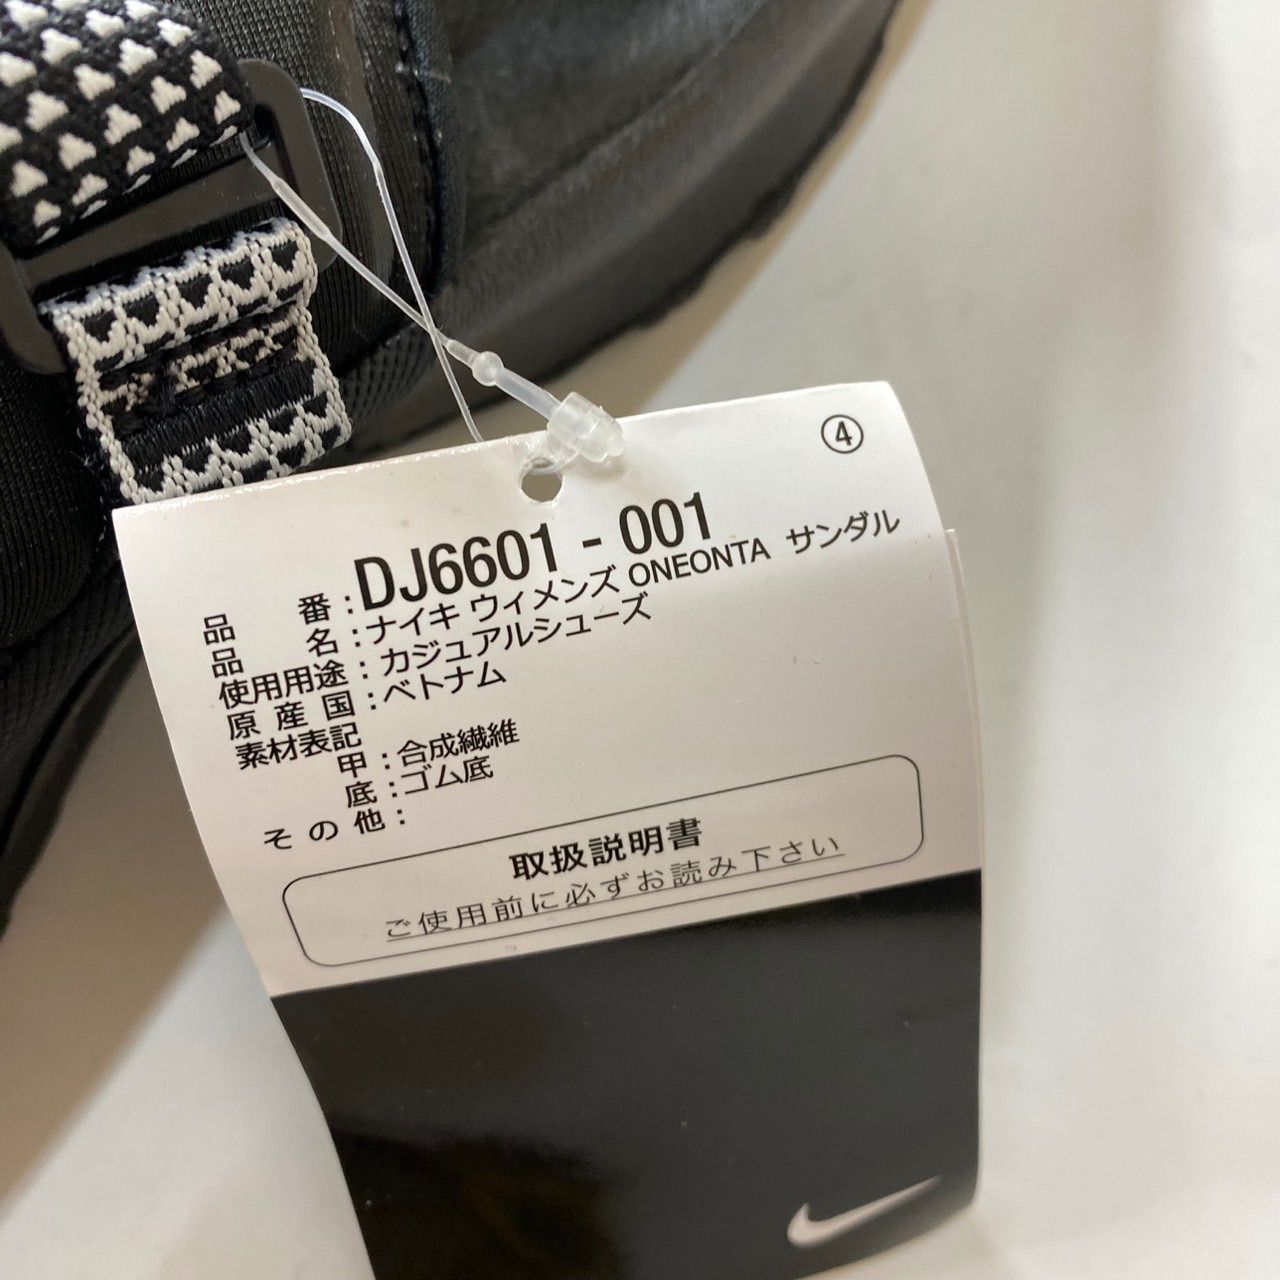 ④
品番:DJ6601-001
品名:ナイキ ウィメンズ ONEONTA サンダル
使用用途:カジュアルシューズ
原産国:ベトナム
素材表記
甲:合成繊維
底:ゴム底
その他:
取扱説明書
ご使用前に必ずお読み下さい